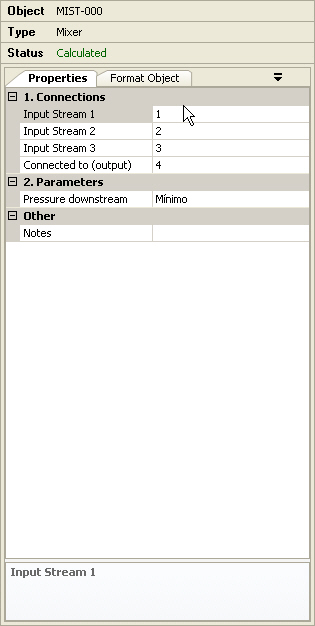 Object MIST-000
Type Mixer
Status Calculated
Properties Format Object
1. Connections
Input Stream 1 1
Input Stream 2 2
Input Stream 3 3
Connected to (output) 4
2. Parameters
Pressure downstream Mínimo
Other
Notes
Input Stream 1